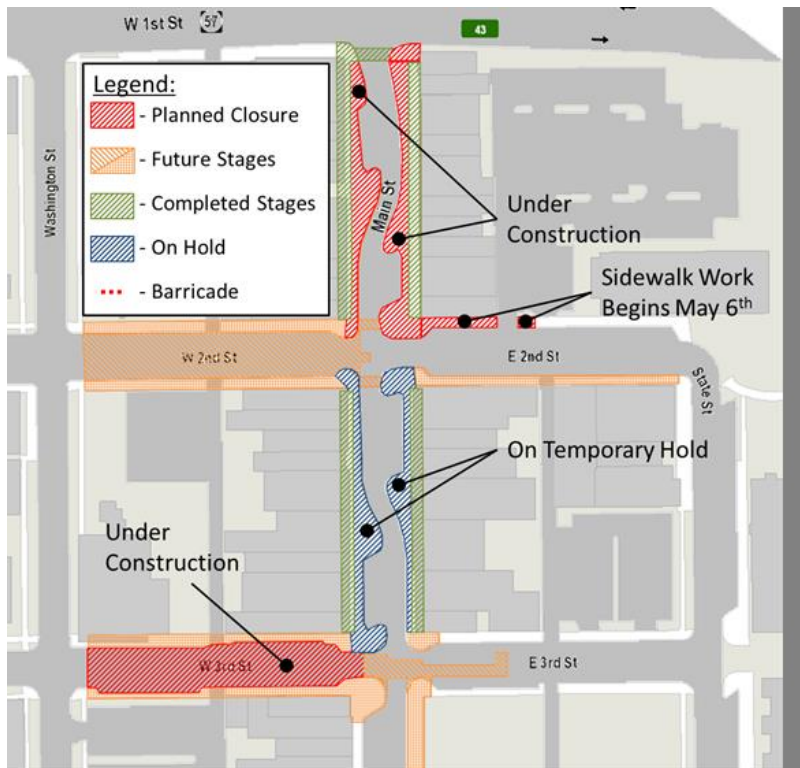 W 1st St
57
43
Legend:
- Planned Closure
- Future Stages
- Completed Stages
- On Hold
- Barricade
Washington St
Main St
Under
Construction
Sidewalk Work
Begins May 6th
W 2nd St
E 2nd St
State St
On Temporary Hold
Under
Construction
W 3rd St
E 3rd St